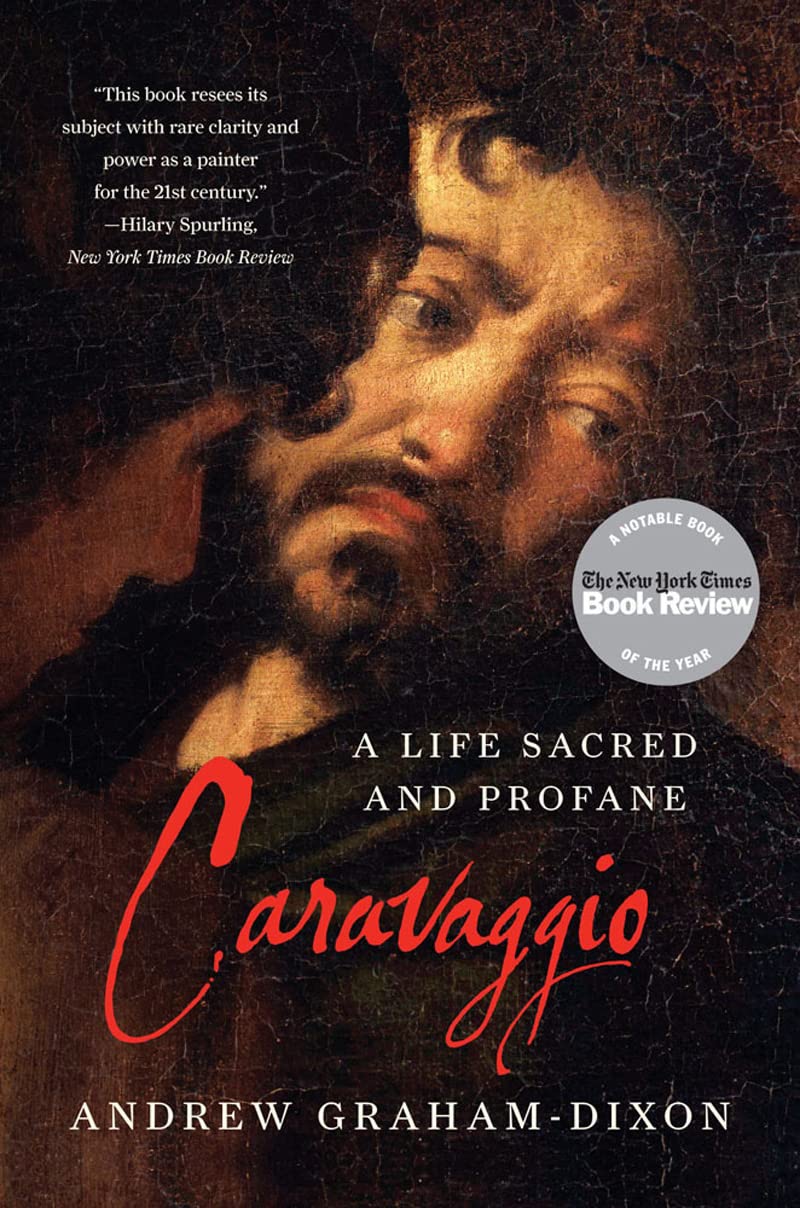 “This book resees its
subject with rare clarity and
power as a painter
for the 21st century.”
—Hilary Spurling,
New York Times Book Review
A NOTABLE BOOK
The New York Times
Book Review
OF THE YEAR
A LIFE SACRED
AND PROFANE
Caravaggio
ANDREW GRAHAM-DIXON